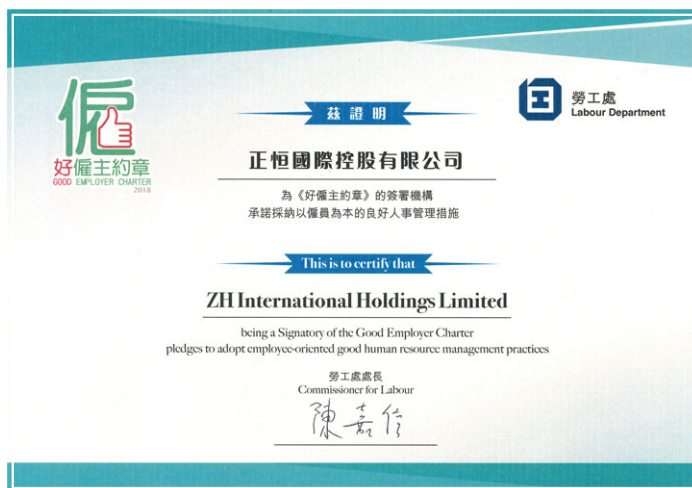 僱
好僱主約章
GOOD EMPLOYER CHARTER
2018
茲證明
勞工處
Labour Department
正恒國際控股有限公司
為《好僱主約章》的簽署機構
承諾採納以僱員為本的良好人事管理措施
This is to certify that
ZH International Holdings Limited
being a Signatory of the Good Employer Charter
pledges to adopt employee-oriented good human resource management practices
勞工處處長
Commissioner for Labour
陳嘉信